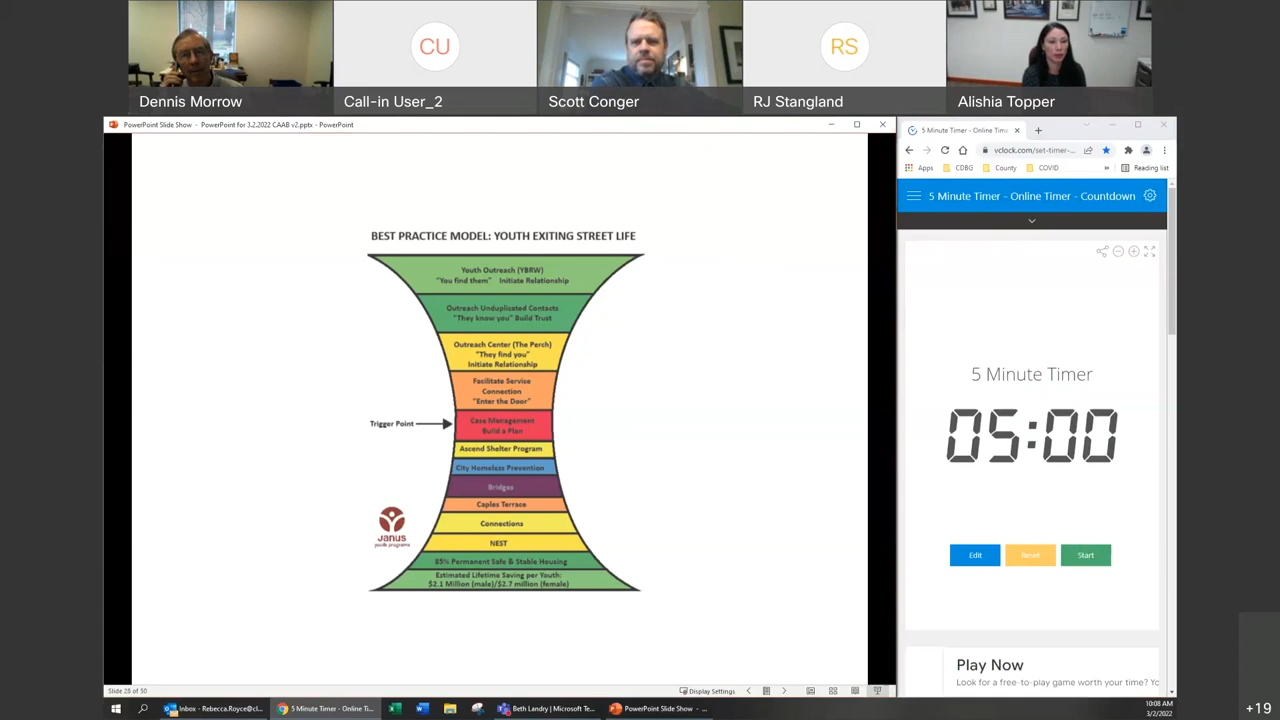 CU
RS
Dennis Morrow
Call-in User_2
Scott Conger
RJ Stangland
Alishia Topper
PowerPoint Slide Show - PowerPoint for 3.2.2022 CAAB v2.pptx - PowerPoint
BEST PRACTICE MODEL: YOUTH EXITING STREET LIFE
Youth Outreach (YBRW)
"You find them" Initiate Relationship
Outreach Unduplicated Contacts
"They know you" Build Trust
Outreach Center (The Perch)
"They find you"
Initiate Relationship
Facilitate Service
Connection
"Enter the Door"
Trigger Point
Case Management
Build a Plan
Ascend Shelter Program
City Homeless Prevention
Bridges
Caples Terrace
Connections
NEST
85% Permanent Safe & Stable Housing
Estimated Lifetime Saving per Youth:
$2.1 Million (male)/$2.7 million (female)
Janus
youth programs
Slide 28 of 50
Display Settings
5 Minute Timer - Online Time
vclock.com/set-timer-...
Apps
CDBG
County
COVID
»
Reading list
5 Minute Timer - Online Timer - Countdown
5 Minute Timer
05:00
Edit
Reset
Start
Play Now
Look for a free-to-play game worth your time? Yo
Inbox - Rebecca.Royce@cl...
5 Minute Timer - Online Ti...
Beth Landry | Microsoft Te...
PowerPoint Slide Show - ...
10:08 AM
3/2/2022
+19